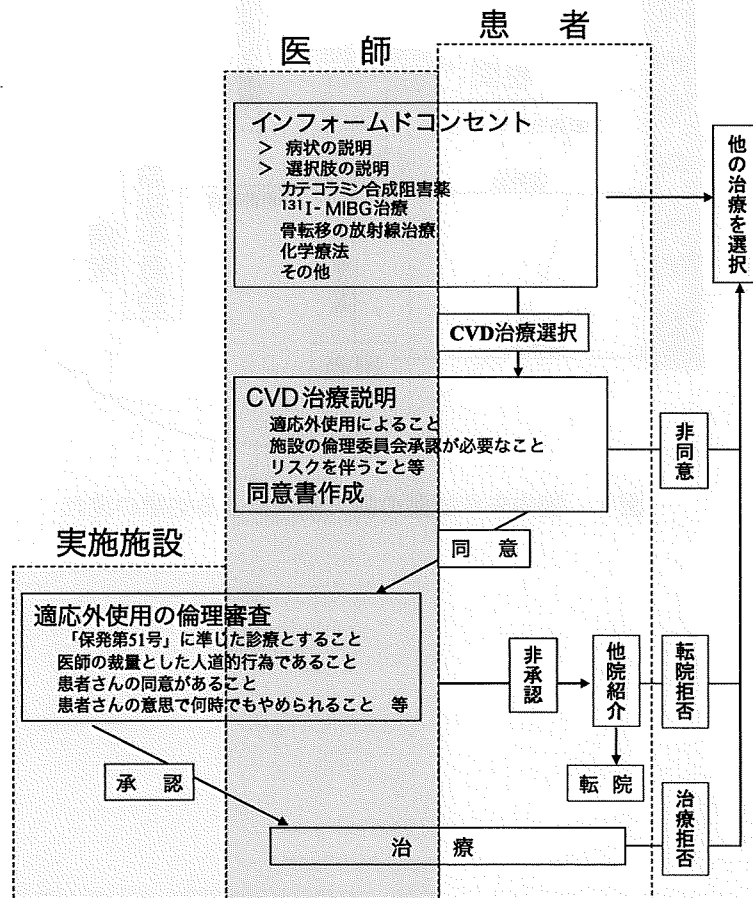 患 者
医 師
インフォームドコンセント
> 病状の説明
> 選択肢の説明
カテコラミン合成阻害薬
131I-MIBG治療
骨転移の放射線治療
化学療法
その他
他の治療を選択
CVD治療選択
CVD治療説明
適応外使用によること
施設の倫理委員会承認が必要なこと
リスクを伴うこと等
同意書作成
非同意
同 意
実施施設
適応外使用の倫理審査
「保発第51号」に準じた診療とすること
医師の裁量とした人道的行為であること
患者さんの同意があること
患者さんの意思で何時でもやめられること 等
非承認
他院紹介
転院拒否
転 院
承 認
治 療
治療拒否